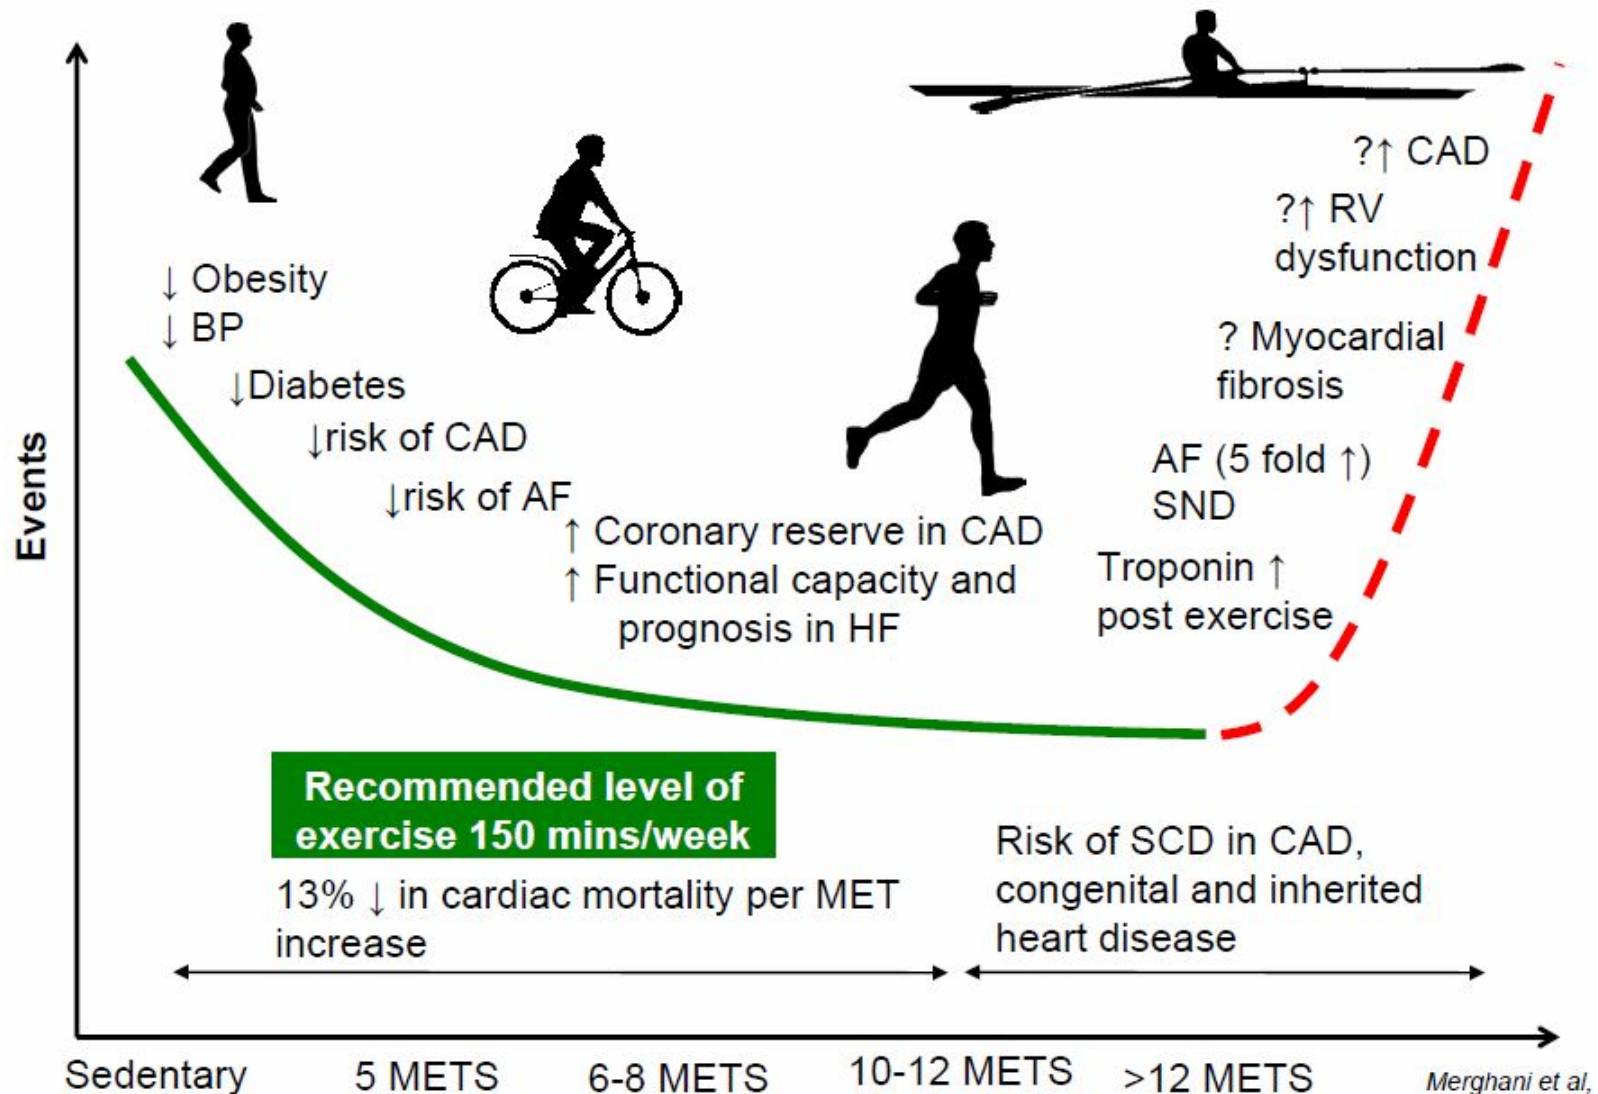 ?↑ CAD
?↑ RV
dysfunction
↓ Obesity
↓ BP
? Myocardial
fibrosis
↓Diabetes
↓risk of CAD
↓risk of AF
AF (5 fold ↑)
SND
↑ Coronary reserve in CAD
↑ Functional capacity and
prognosis in HF
Troponin ↑
post exercise
Events
Recommended level of
exercise 150 mins/week
13% ↓ in cardiac mortality per MET
increase
Risk of SCD in CAD,
congenital and inherited
heart disease
Sedentary
5 METS
6-8 METS
10-12 METS
>12 METS
Merghani et al,